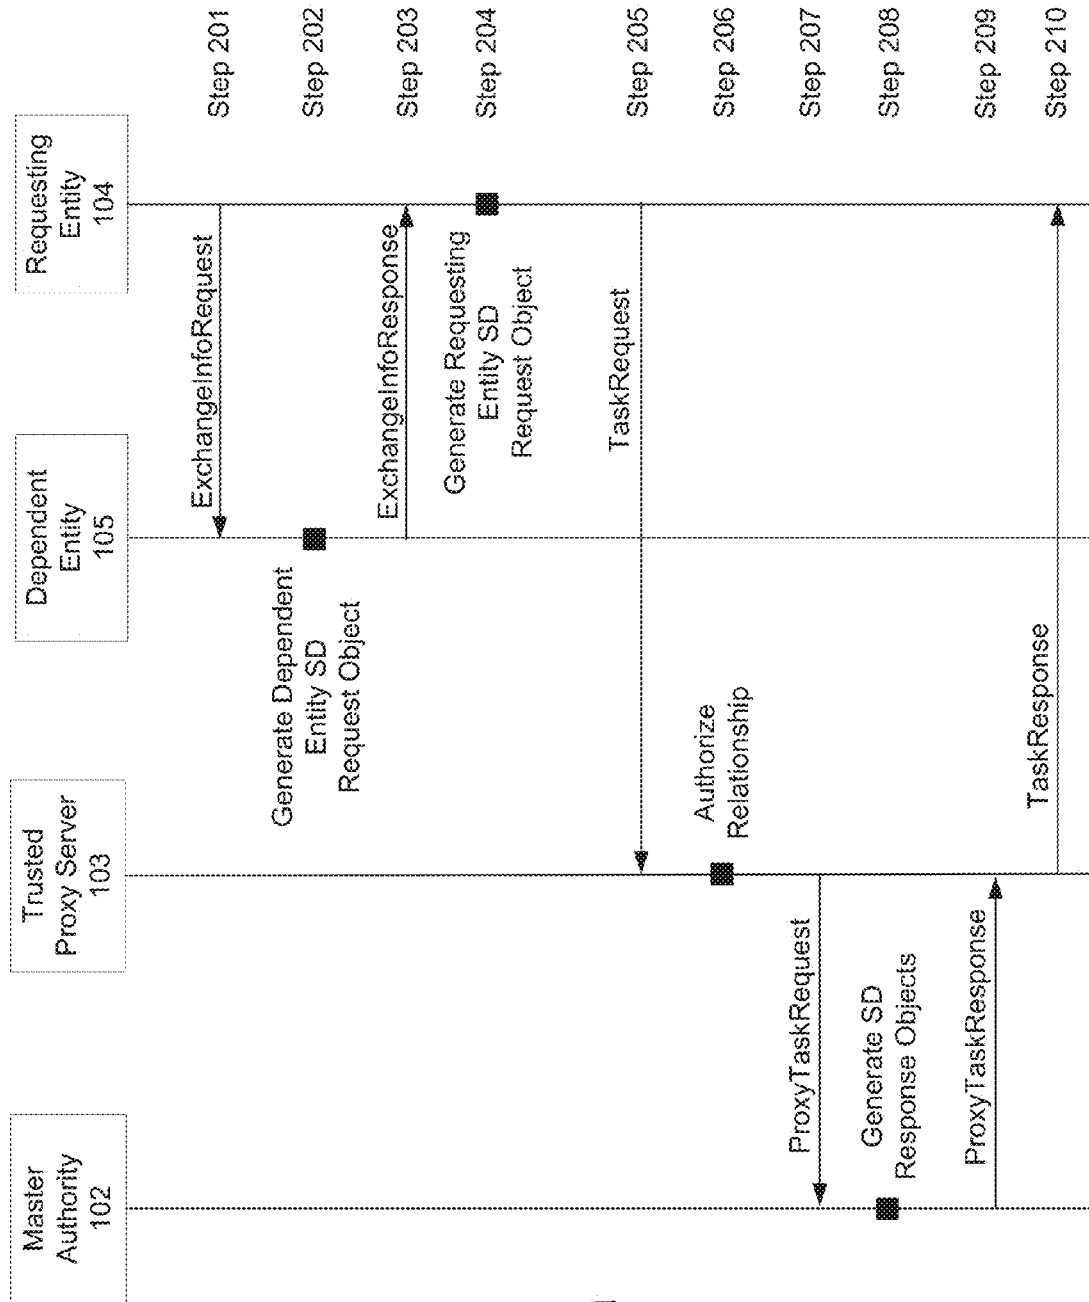 Master
Authority
102
Trusted
Proxy Server
103
Dependent
Entity
105
Requesting
Entity
104
ExchangeInfoRequest
Step 201
Generate Dependent
Entity SD
Request Object
Step 202
ExchangeInfoResponse
Step 203
Generate Requesting
Entity SD
Request Object
Step 204
TaskRequest
Step 205
Authorize
Relationship
Step 206
ProxyTaskRequest
Step 207
Generate SD
Response Objects
Step 208
ProxyTaskResponse
Step 209
TaskResponse
Step 210